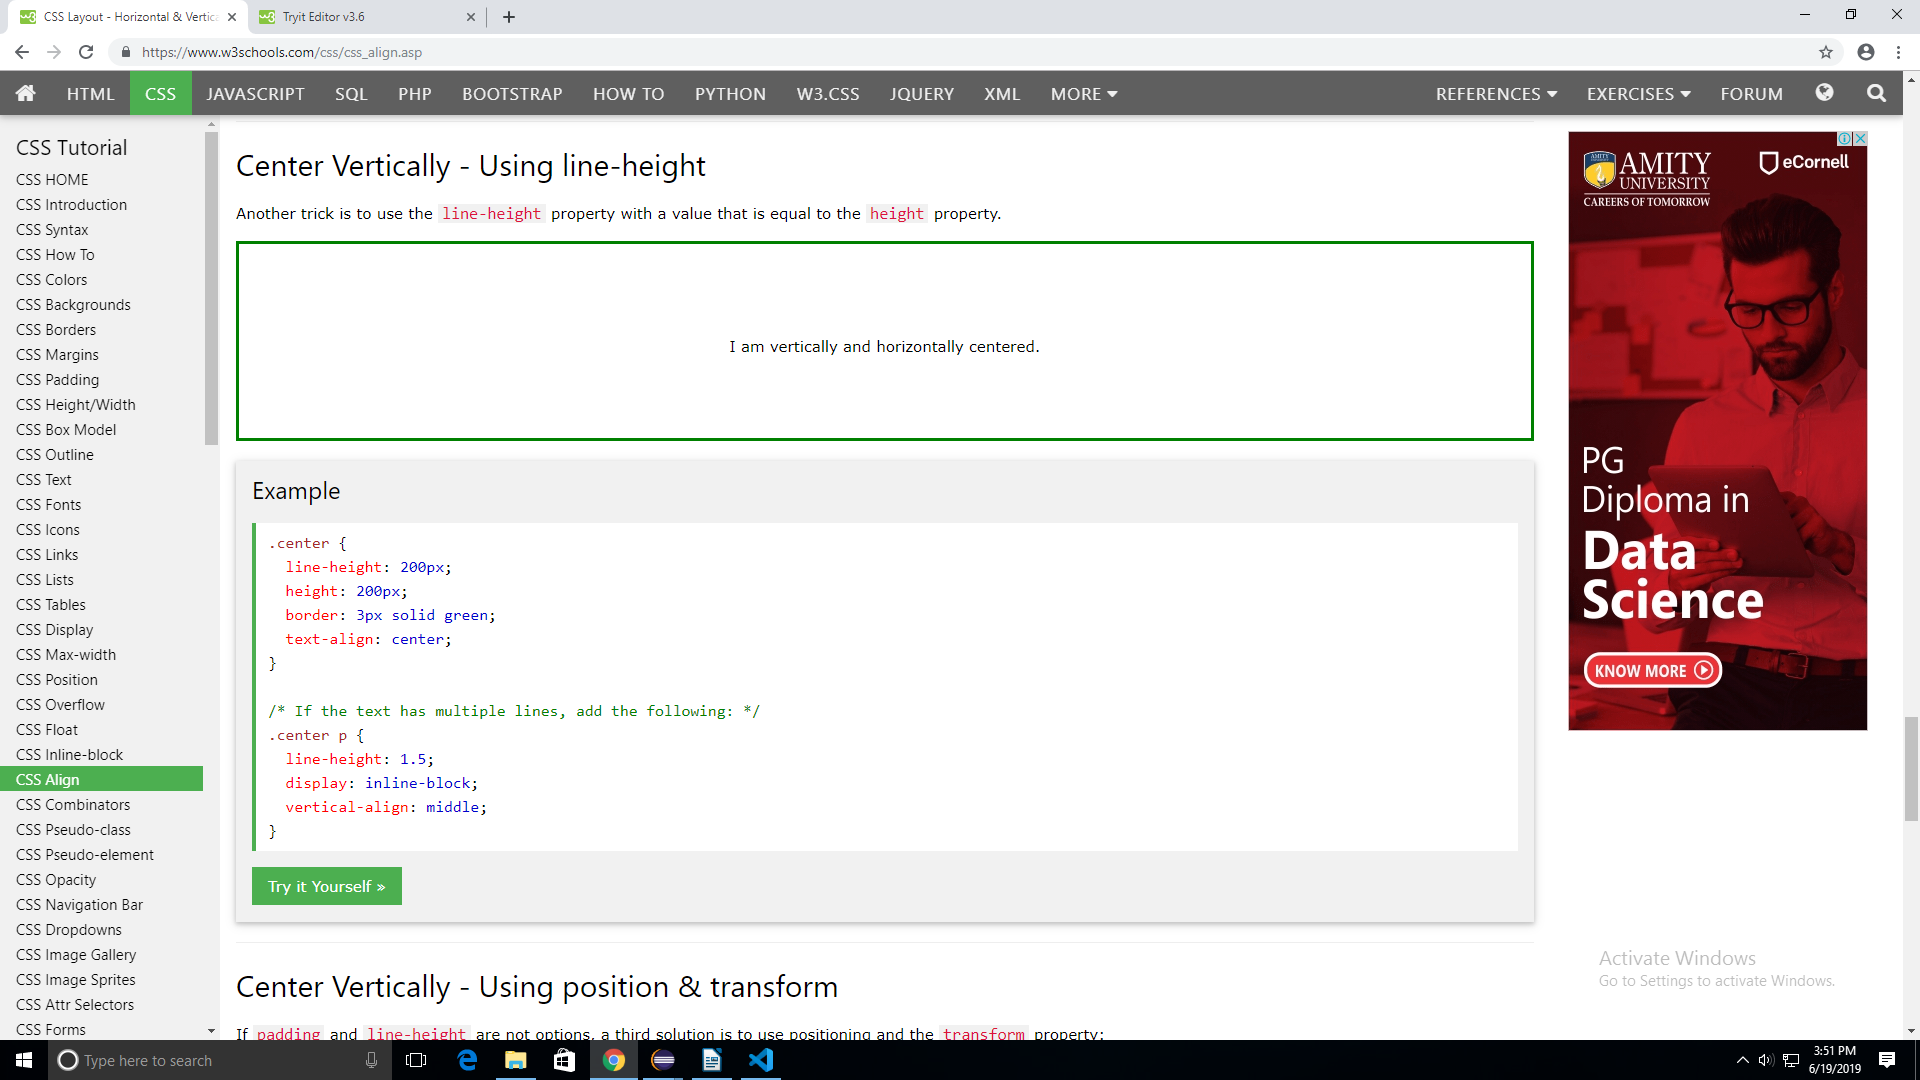 CSS Layout - Horizontal & Vertica
Tryit Editor v3.6
https://www.w3schools.com/css/css_align.asp
HTML
CSS
JAVASCRIPT
SQL
PHP
BOOTSTRAP
HOW TO
PYTHON
W3.CSS
JQUERY
XML
MORE
REFERENCES
EXERCISES
FORUM
CSS Tutorial
CSS HOME
CSS Introduction
CSS Syntax
CSS How To
CSS Colors
CSS Backgrounds
CSS Borders
CSS Margins
CSS Padding
CSS Height/Width
CSS Box Model
CSS Outline
CSS Text
CSS Fonts
CSS Icons
CSS Links
CSS Lists
CSS Tables
CSS Display
CSS Max-width
CSS Position
CSS Overflow
CSS Float
CSS Inline-block
CSS Align
CSS Combinators
CSS Pseudo-class
CSS Pseudo-element
CSS Opacity
CSS Navigation Bar
CSS Dropdowns
CSS Image Gallery
CSS Image Sprites
CSS Attr Selectors
CSS Forms
Center Vertically - Using line-height
Another trick is to use the line-height property with a value that is equal to the height property.
I am vertically and horizontally centered.
Example
.center {
  line-height: 200px;
  height: 200px;
  border: 3px solid green;
  text-align: center;
}
/* If the text has multiple lines, add the following: */
.center p {
  line-height: 1.5;
  display: inline-block;
  vertical-align: middle;
}
Try it Yourself »
Center Vertically - Using position & transform
If padding and line-height are not options, a third solution is to use positioning and the transform property:
AMITY
UNIVERSITY
CAREERS OF TOMORROW
eCornell
PG
Diploma in
Data
Science
KNOW MORE
Activate Windows
Go to Settings to activate Windows.
Type here to search
3:51 PM
6/19/2019